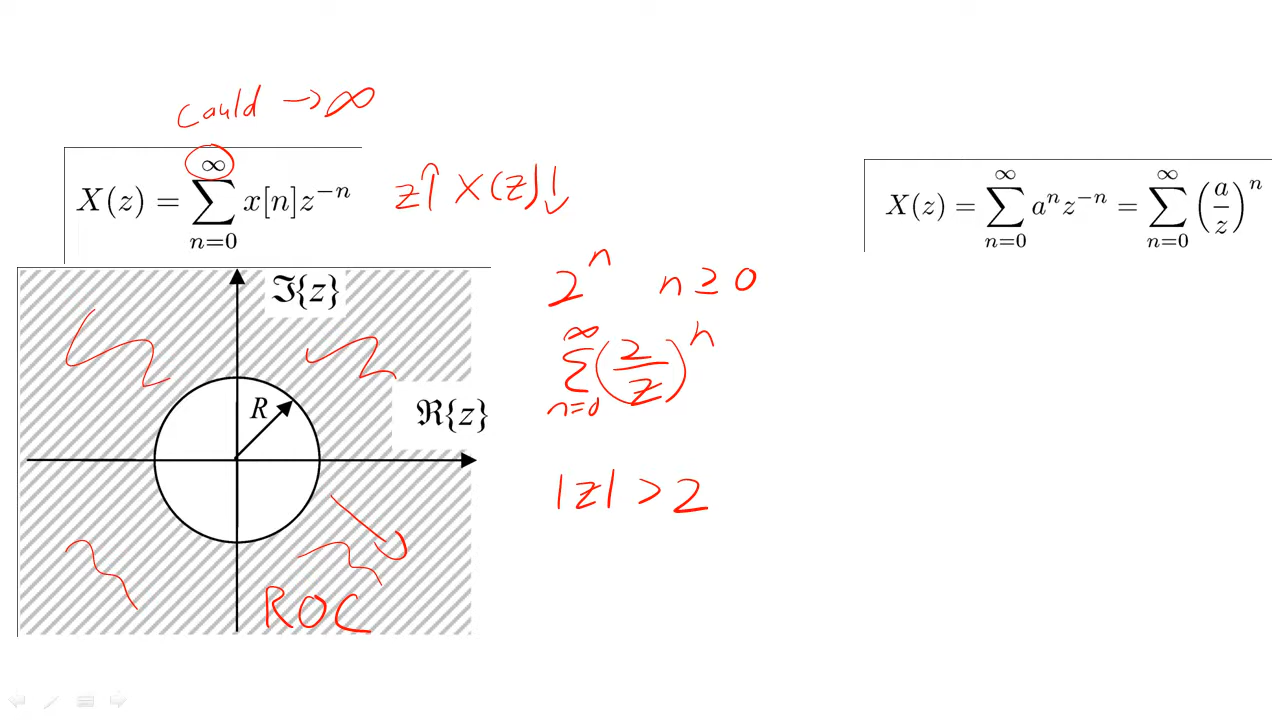 could → ∞
X(z) = ∑_{n=0}^{∞} x[n]z^{−n}
z↑ X(z)↓
X(z) = ∑_{n=0}^{∞} a^n z^{−n} = ∑_{n=0}^{∞} (a/z)^n
ℑ{z}
R
ℜ{z}
ROC
2^n n ≥ 0
∑_{n=0}^{∞} (2/z)^n
|z| > 2